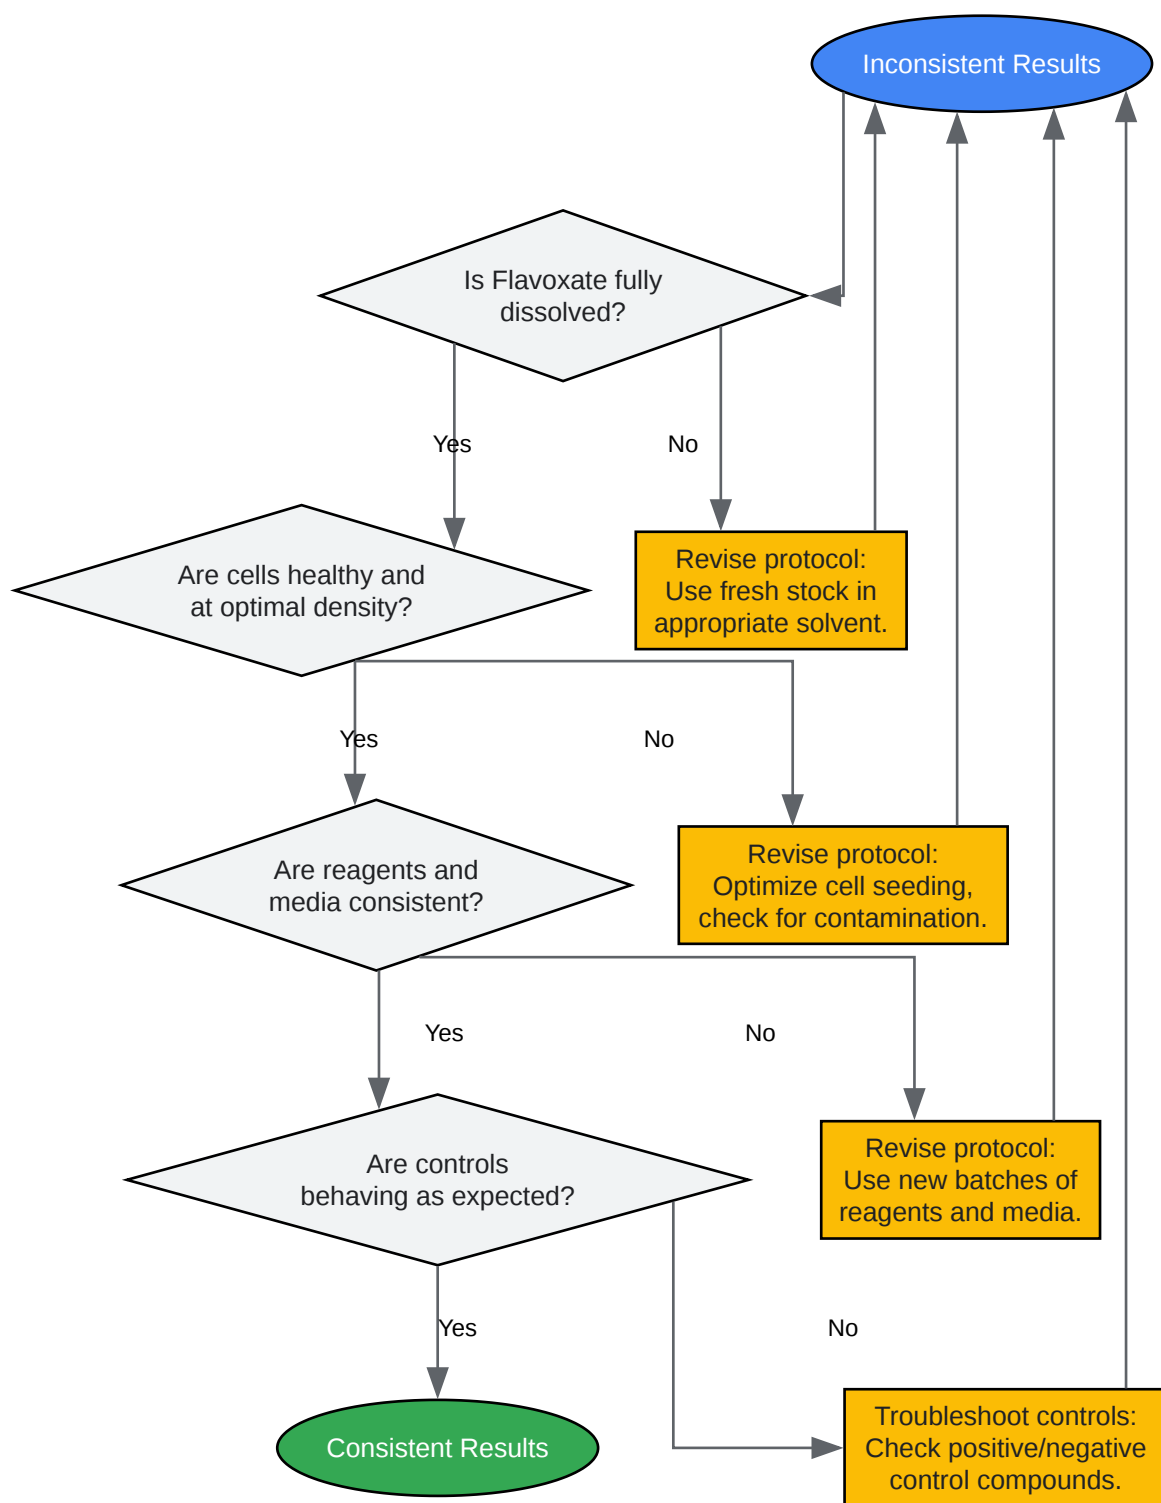 Inconsistent Results
Is Flavoxate fully
dissolved?
Yes
No
Are cells healthy and
at optimal density?
Revise protocol:
Use fresh stock in
appropriate solvent.
Yes
No
Are reagents and
media consistent?
Revise protocol:
Optimize cell seeding,
check for contamination.
Yes
No
Are controls
behaving as expected?
Revise protocol:
Use new batches of
reagents and media.
Yes
No
Consistent Results
Troubleshoot controls:
Check positive/negative
control compounds.